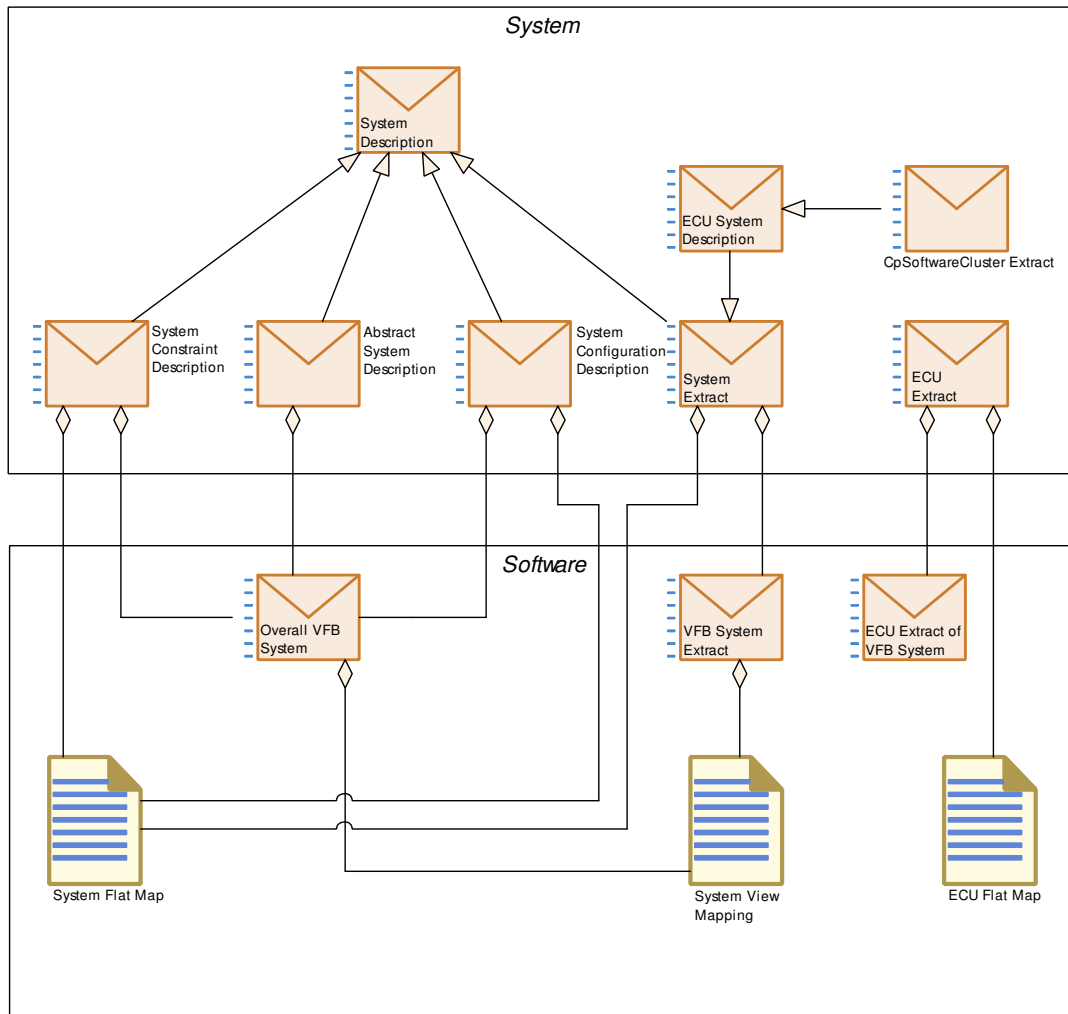 System
System
Description
ECU System
Description
CpSoftwareCluster Extract
System
Constraint
Description
Abstract
System
Description
System
Configuration
Description
System
Extract
ECU
Extract
Software
Overall VFB
System
VFB System
Extract
ECU Extract of
VFB System
System Flat Map
System View
Mapping
ECU Flat Map